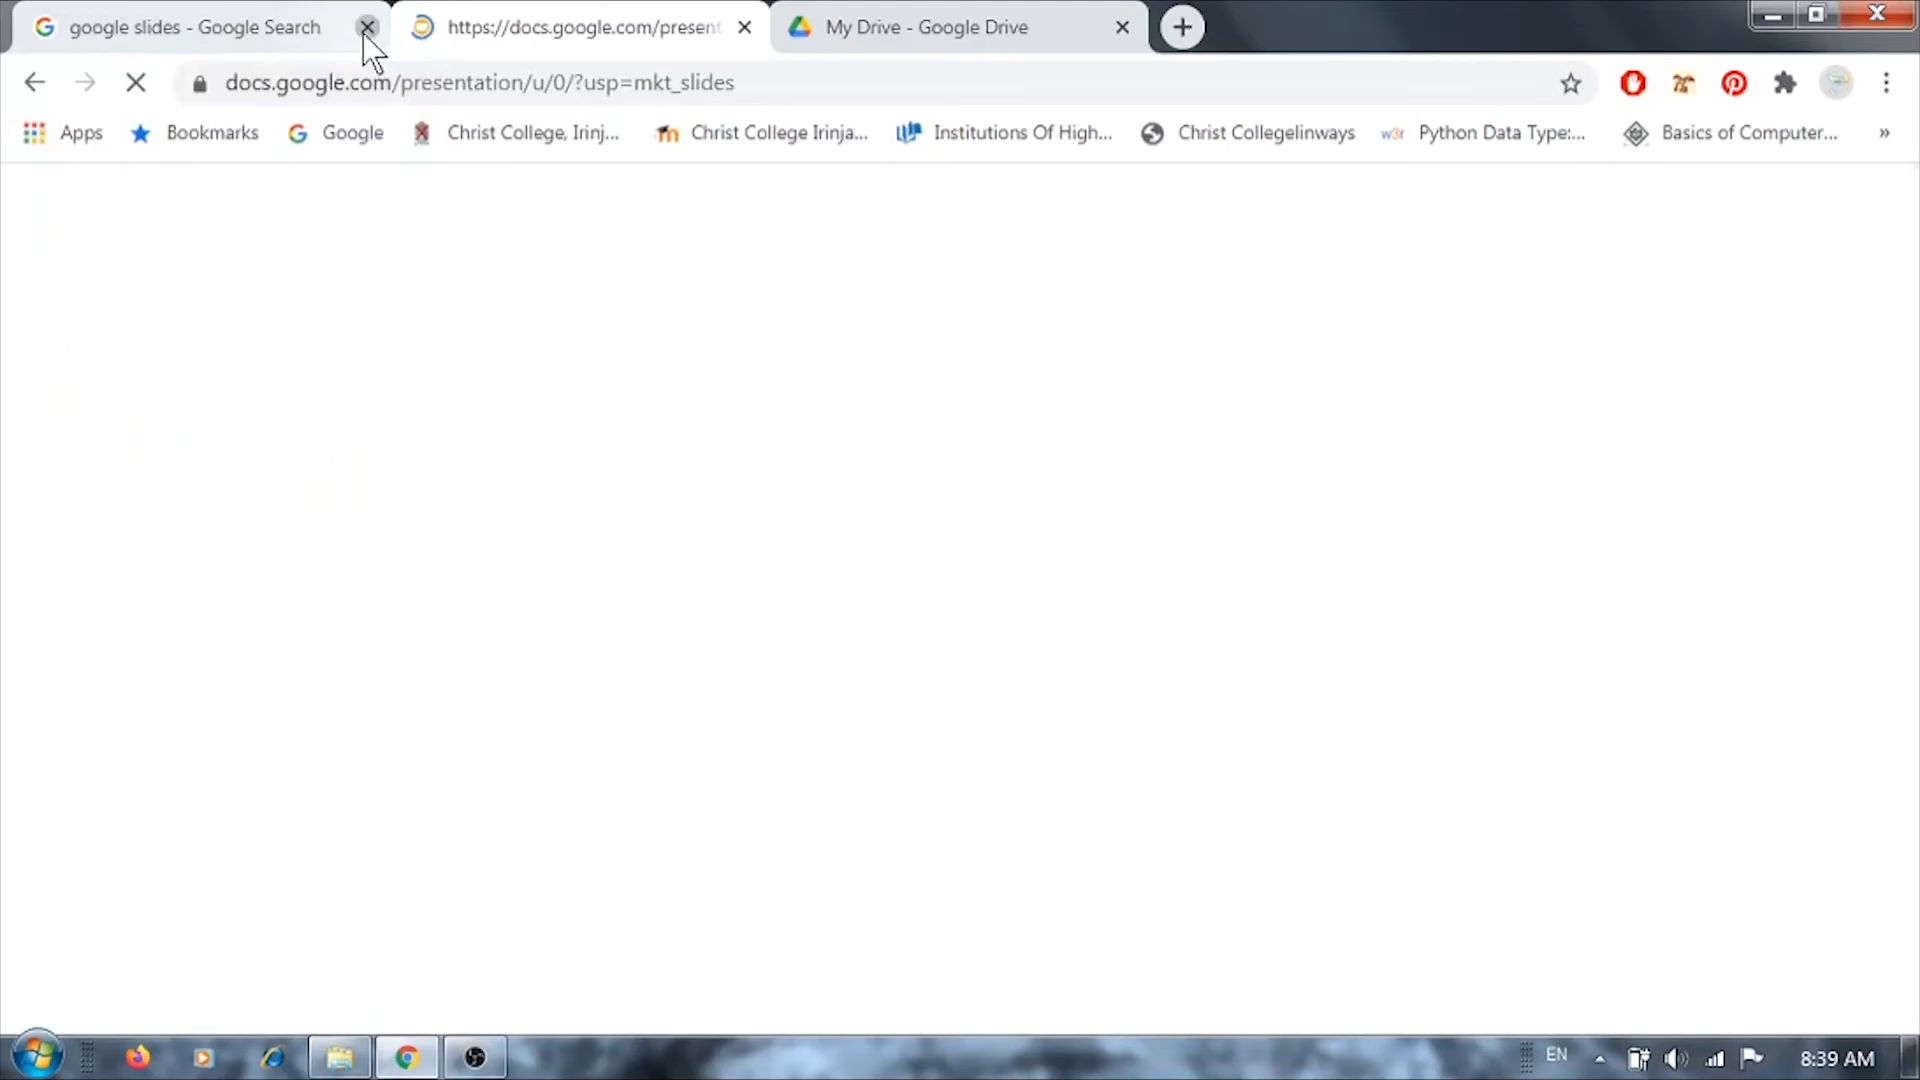 google slides - Google Search
https://docs.google.com/present
My Drive - Google Drive
docs.google.com/presentation/u/0/?usp=mkt_slides
Apps
Bookmarks
Google
Christ College, Irinj...
Christ College Irinja...
Institutions Of High...
Christ Collegelinways
w3r
Python Data Type:...
Basics of Computer...
»
EN
8:39 AM